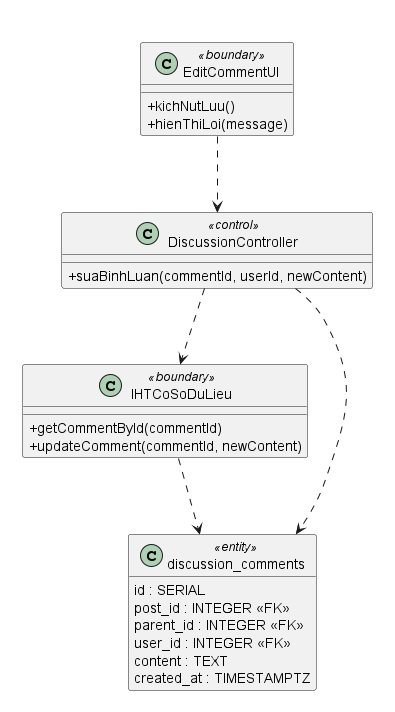 C
«boundary»
EditCommentUI
+kichNutLuu()
+hienThiLoi(message)
C
«control»
DiscussionController
+suaBinhLuan(commentId, userId, newContent)
C
«boundary»
IHTCoSoDuLieu
+getCommentById(commentId)
+updateComment(commentId, newContent)
C
«entity»
discussion_comments
id : SERIAL
post_id : INTEGER «FK»
parent_id : INTEGER «FK»
user_id : INTEGER «FK»
content : TEXT
created_at : TIMESTAMPTZ